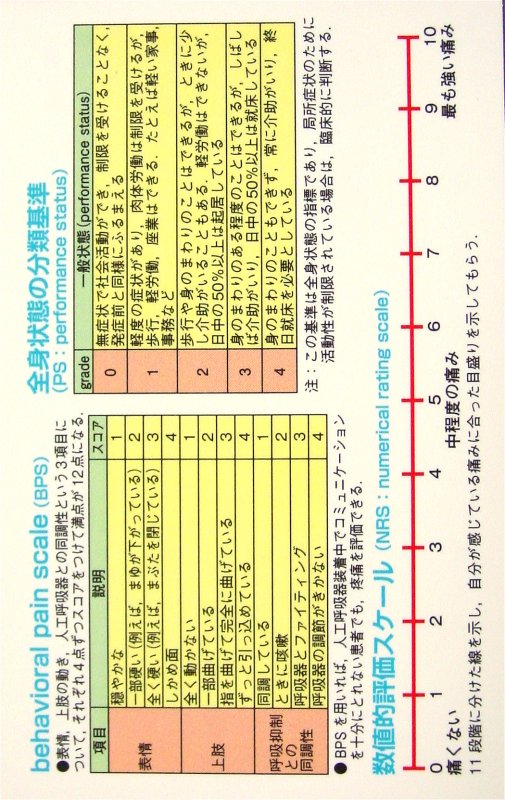 behavioral pain scale (BPS)
●表情，上肢の動き，人工呼吸器との同調性という3項目に
ついて，それぞれ4点ずつスコアをつけて満点が12点になる．
項目 説明 スコア
表情 穏やかな 1
一部硬い（例えば，まゆが下がっている） 2
全く硬い（例えば，まぶたを閉じている） 3
しかめ面 4
上肢 全く動かない 1
一部曲げている 2
指を曲げて完全に曲げている 3
ずっと引っ込めている 4
呼吸抑制
との
同調性 同調している 1
ときに咳嗽 2
呼吸器とファイティング 3
呼吸器の調節がきかない 4
●BPSを用いれば，人工呼吸器装着中でコミュニケーション
を十分にとれない患者でも，疼痛を評価できる．
全身状態の分類基準
(PS：performance status)
grade 一般状態 (performance status)
0 無症状で社会活動ができ，制限を受けることなく，
発症前と同様にふるまえる
1 軽度の症状があり，肉体労働は制限を受けるが，
歩行，軽労働，座業はできる．たとえば軽い家事，
事務など
2 歩行や身のまわりのことはできるが，ときに少
し介助がいることもある，軽労働はできないが，
日中の50％以上は起居している
3 身のまわりのある程度のことはできるが，しばし
ば介助がいり，日中の50％以上は就床している
4 身のまわりのこともできず，常に介助がいり，終
日就床を必要としている
注：この基準は全身状態の指標であり，局所症状のために
活動性が制限されている場合は，臨床的に判断する．
数値的評価スケール (NRS：numerical rating scale)
0 1 2 3 4 5 6 7 8 9 10
痛くない 中程度の痛み 最も強い痛み
11段階に分けた線を示し，自分が感じている痛みに合った目盛りを示してもらう．